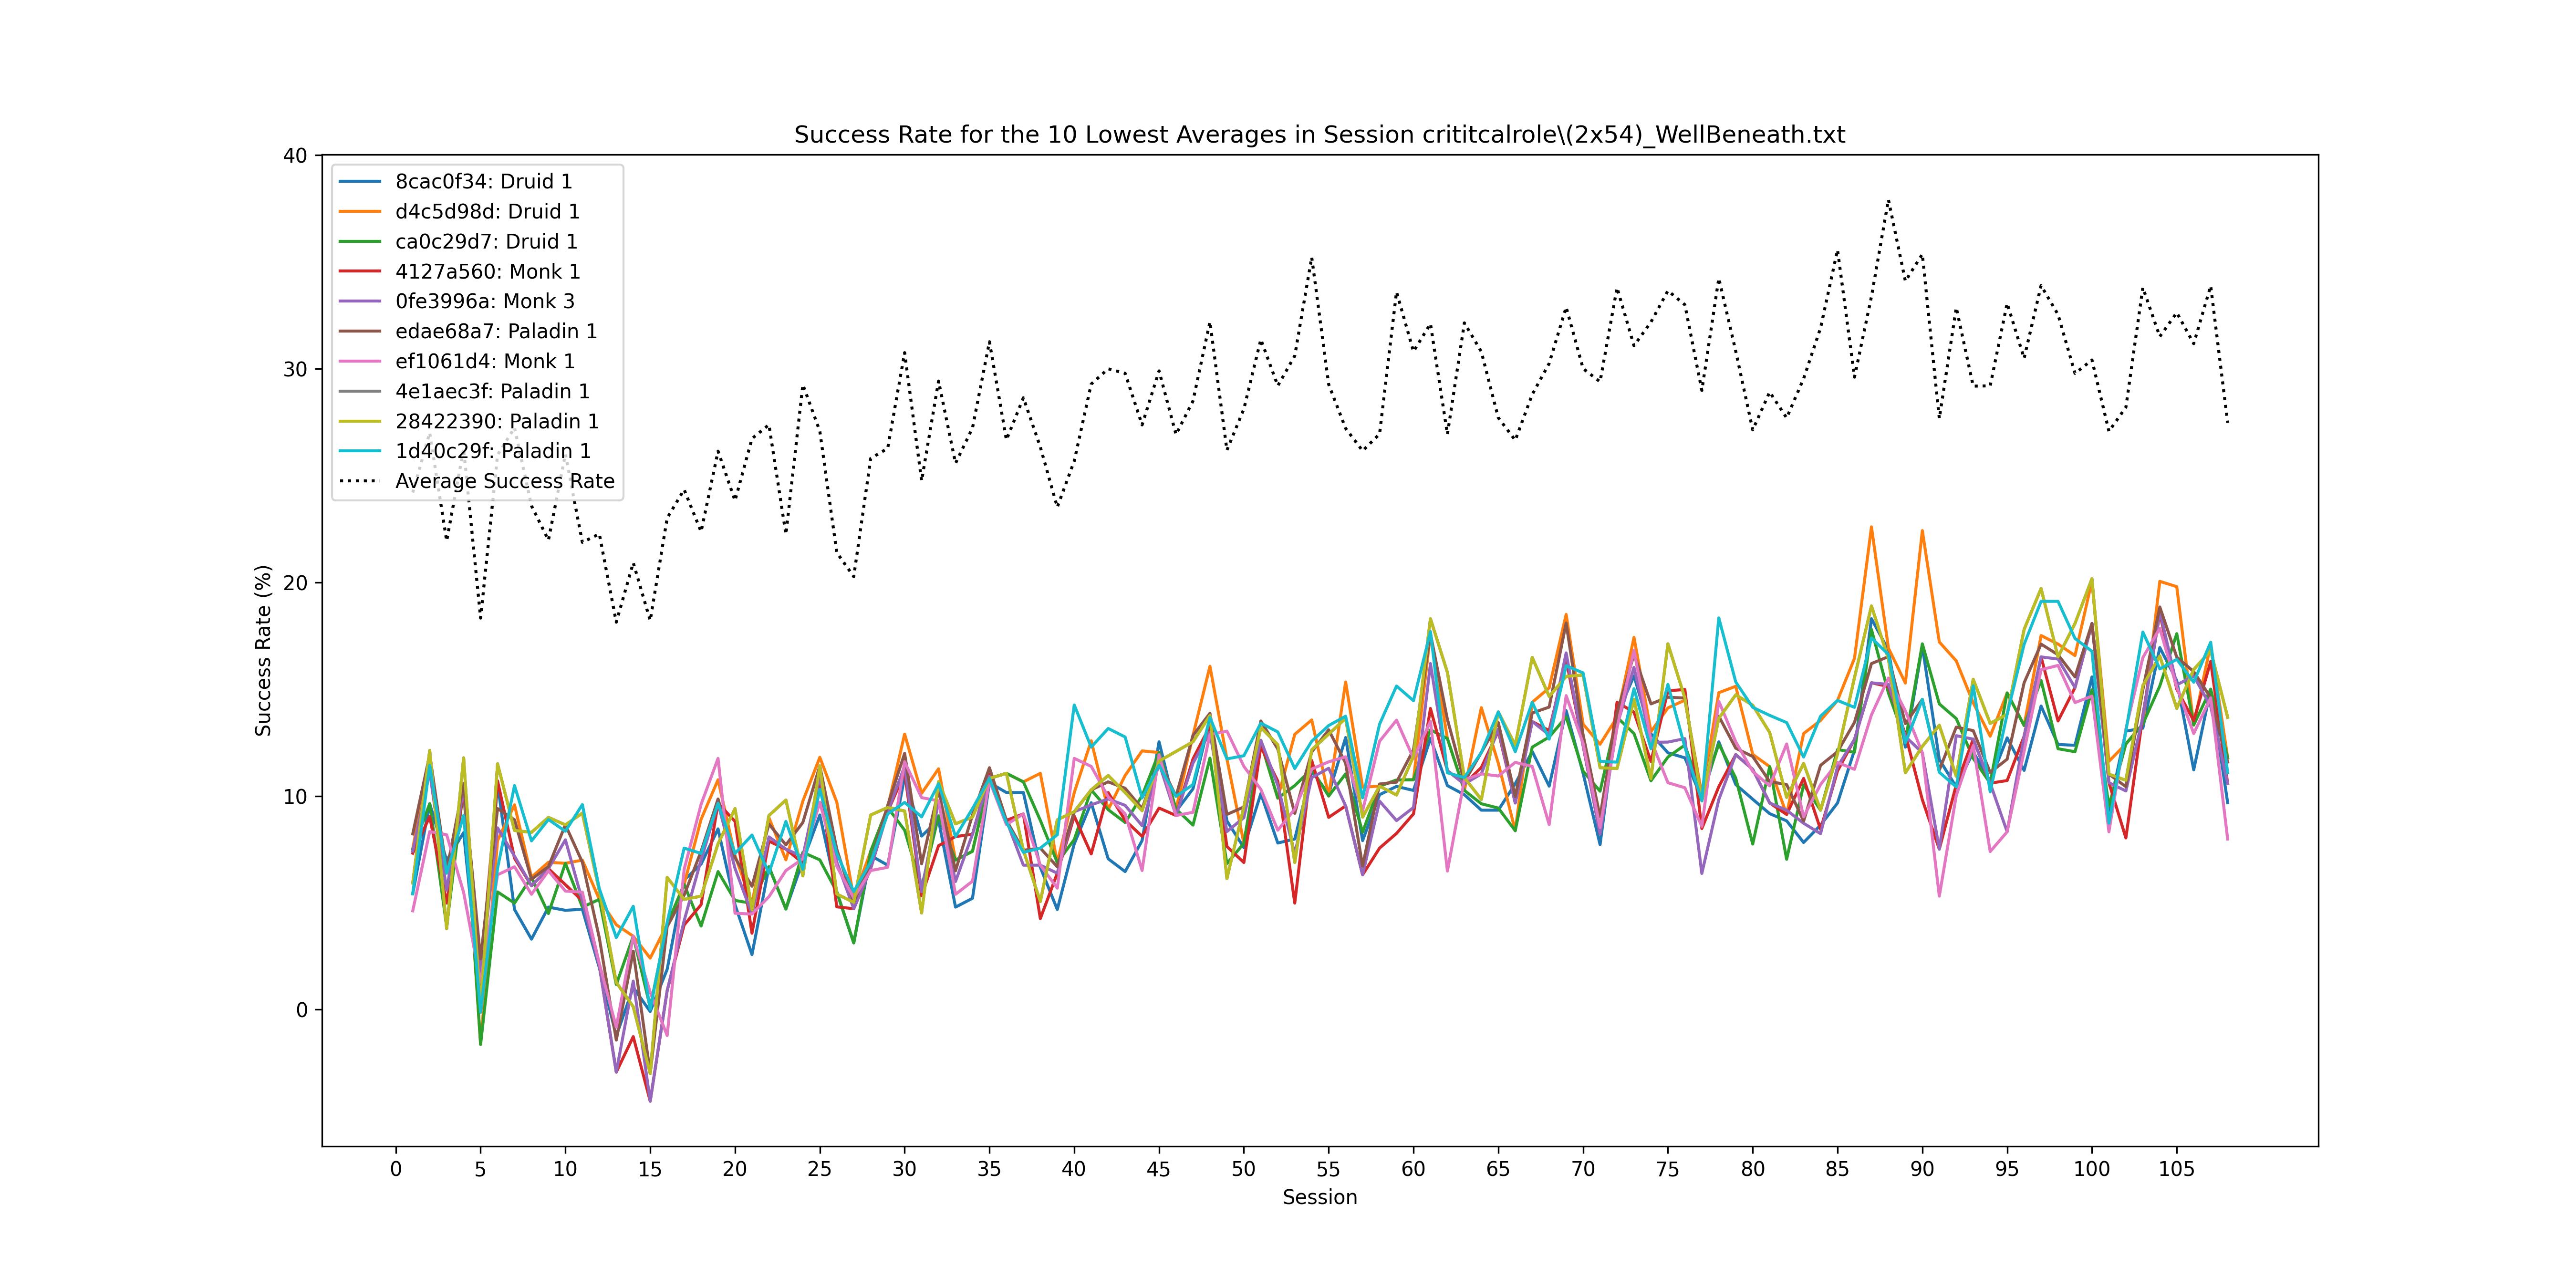 Success Rate for the 10 Lowest Averages in Session crititcalrole\(2x54)_WellBeneath.txt
40
30
20
10
0
Success Rate (%)
8cac0f34: Druid 1
d4c5d98d: Druid 1
ca0c29d7: Druid 1
4127a560: Monk 1
0fe3996a: Monk 3
edae68a7: Paladin 1
ef1061d4: Monk 1
4e1aec3f: Paladin 1
28422390: Paladin 1
1d40c29f: Paladin 1
Average Success Rate
0 5 10 15 20 25 30 35 40 45 50 55 60 65 70 75 80 85 90 95 100 105
Session